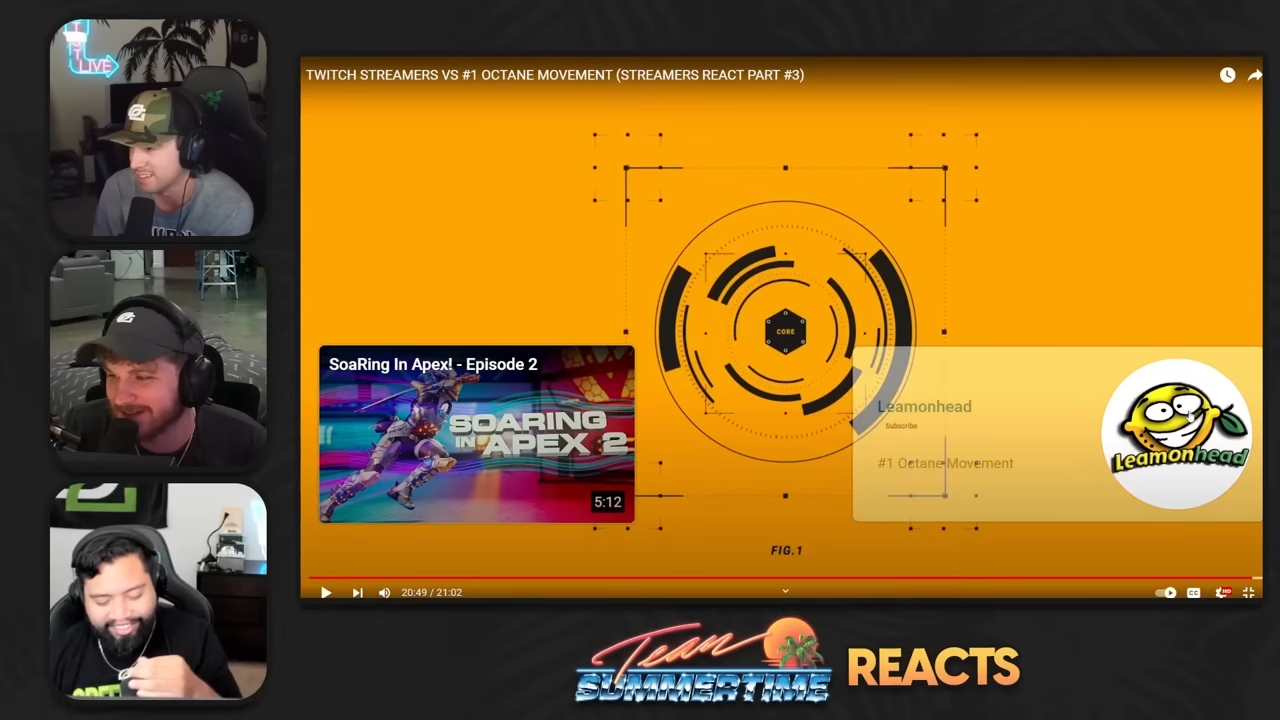 LIVE
TWITCH STREAMERS VS #1 OCTANE MOVEMENT (STREAMERS REACT PART #3)
CORE
SoaRing In Apex! - Episode 2
SOARING
IN APEX 2
5:12
Leamonhead
Subscribe
#1 Octane Movement
Leamonhead
FIG.1
20:49 / 21:02
CC
HD
Team
SUMMERTIME
REACTS